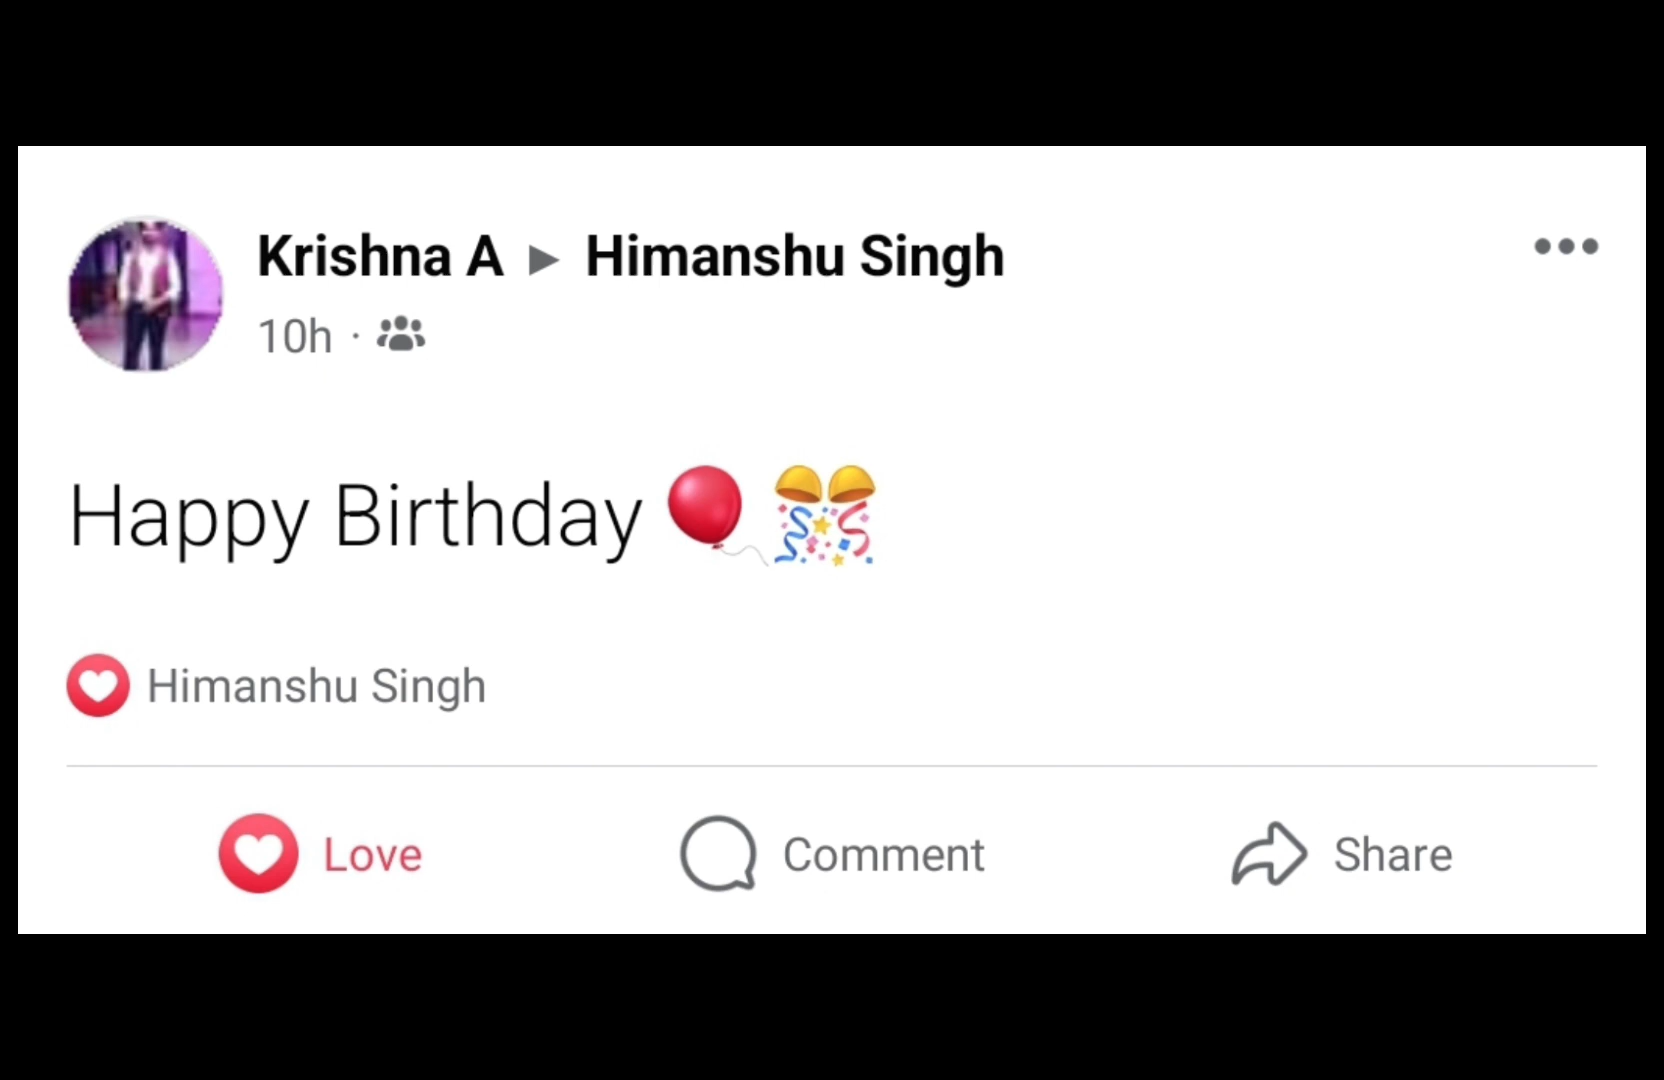 Krishna A ▶ Himanshu Singh
10h ·
Happy Birthday 🎈🎊
Himanshu Singh
Love Comment Share